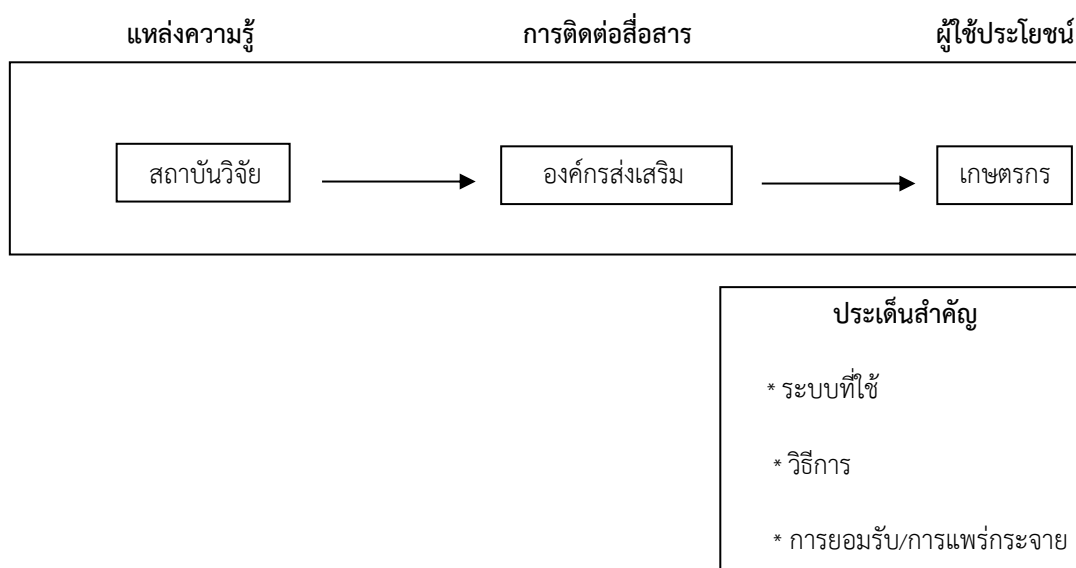 แหล่งความรู้ การติดต่อสื่อสาร ผู้ใช้ประโยชน์
สถาบันวิจัย องค์กรส่งเสริม เกษตรกร
ประเด็นสำคัญ
* ระบบที่ใช้
* วิธีการ
* การยอมรับ/การแพร่กระจาย